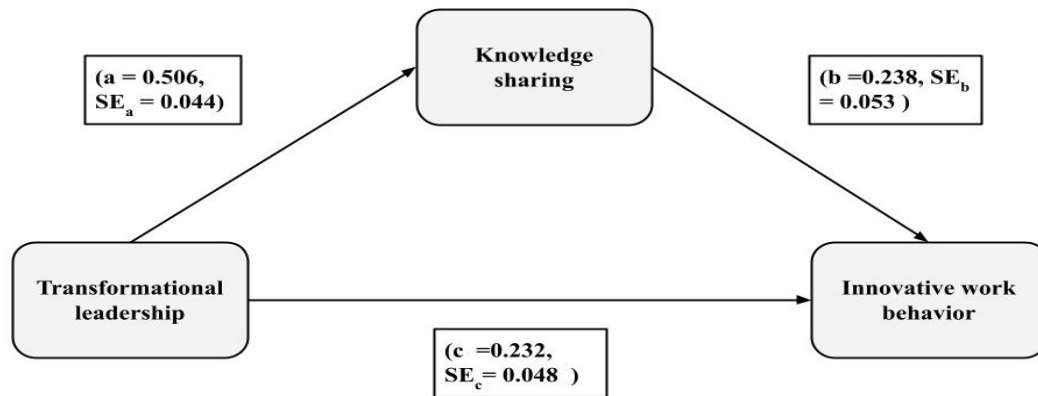 Knowledge
sharing
(a = 0.506,
SEa = 0.044)
(b =0.238, SEb
= 0.053 )
Transformational
leadership
Innovative work
behavior
(c =0.232,
SEc= 0.048 )